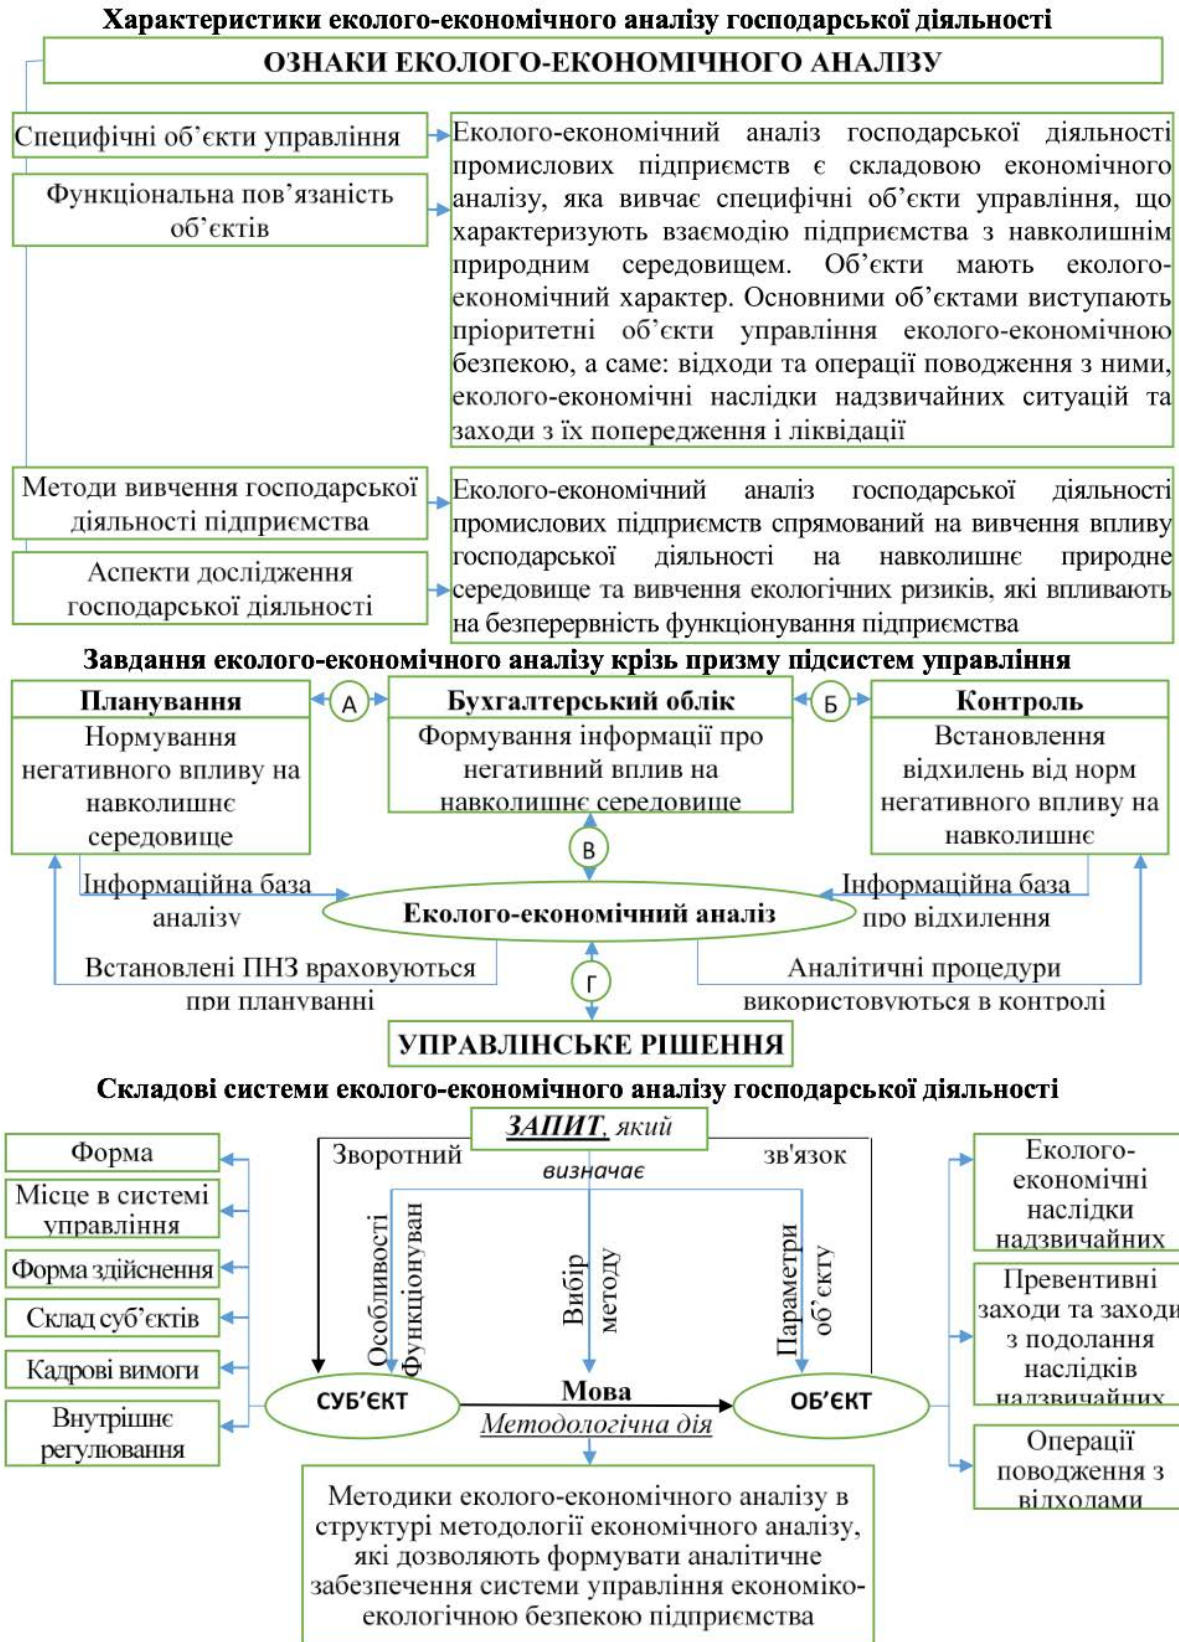 Характеристики еколого-економічного аналізу господарської діяльності
ОЗНАКИ ЕКОЛОГО-ЕКОНОМІЧНОГО АНАЛІЗУ
Специфічні об’єкти управління
Функціональна пов’язаність
об’єктів
Еколого-економічний аналіз господарської діяльності
промислових підприємств є складовою економічного
аналізу, яка вивчає специфічні об’єкти управління, що
характеризують взаємодію підприємства з навколишнім
природним середовищем. Об’єкти мають еколого-
економічний характер. Основними об’єктами виступають
пріоритетні об’єкти управління еколого-економічною
безпекою, а саме: відходи та операції поводження з ними,
еколого-економічні наслідки надзвичайних ситуацій та
заходи з їх попередження і ліквідації
Методи вивчення господарської
діяльності підприємства
Аспекти дослідження
господарської діяльності
Еколого-економічний аналіз господарської діяльності
промислових підприємств спрямований на вивчення впливу
господарської діяльності на навколишнє природне
середовище та вивчення екологічних ризиків, які впливають
на безперервність функціонування підприємства
Завдання еколого-економічного аналізу крізь призму підсистем управління
Планування
Нормування
негативного впливу на
навколишнє
середовище
А
Бухгалтерський облік
Формування інформації про
негативний вплив на
навколишнє середовище
Б
Контроль
Встановлення
відхилень від норм
негативного впливу на
навколишнє
В
Інформаційна база
аналізу
Еколого-економічний аналіз
Інформаційна база
про відхилення
Встановлені ПНЗ враховуються
при плануванні
Г
Аналітичні процедури
використовуються в контролі
УПРАВЛІНСЬКЕ РІШЕННЯ
Складові системи еколого-економічного аналізу господарської діяльності
ЗАПИТ, який
визначає
Зворотний
зв'язок
Форма
Місце в системі
управління
Форма здійснення
Склад суб’єктів
Кадрові вимоги
Внутрішнє
регулювання
Особливості
Функціонуван
Вибір
методу
Параметри
об’єкту
СУБ’ЄКТ
Мова
Методологічна дія
ОБ’ЄКТ
Еколого-
економічні
наслідки
надзвичайних
Превентивні
заходи та заходи
з подолання
наслідків
надзвичайних
Операції
поводження з
відходами
Методики еколого-економічного аналізу в
структурі методології економічного аналізу,
які дозволяють формувати аналітичне
забезпечення системи управління економіко-
екологічною безпекою підприємства